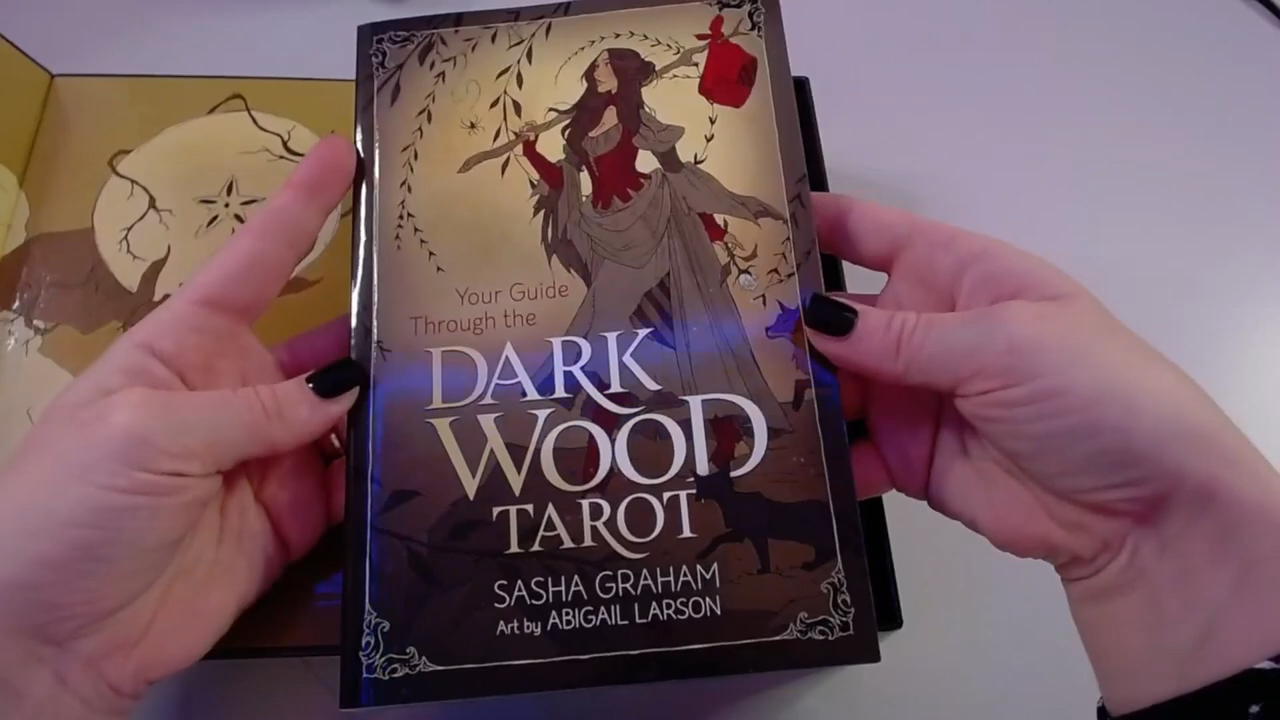 Your Guide
Through the
DARK
WOOD
TAROT
SASHA GRAHAM
Art by ABIGAIL LARSON